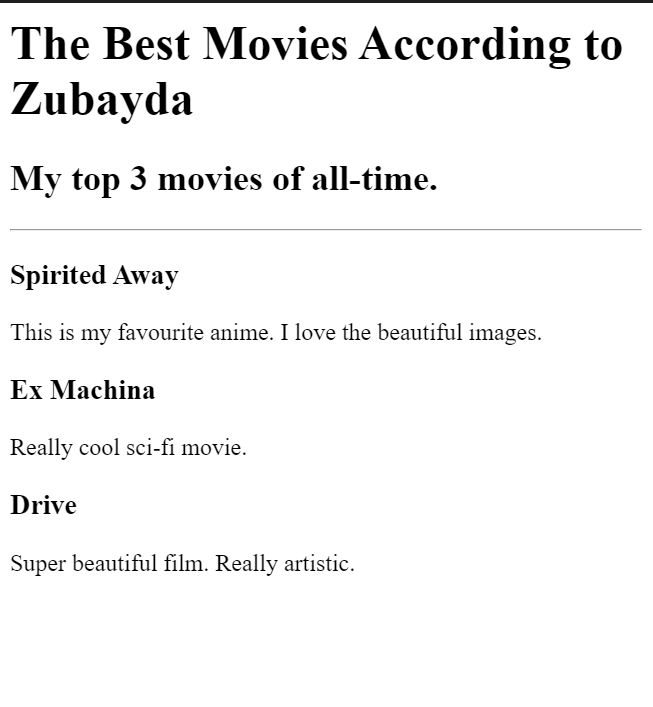 The Best Movies According to
Zubayda
My top 3 movies of all-time.
Spirited Away
This is my favourite anime. I love the beautiful images.
Ex Machina
Really cool sci-fi movie.
Drive
Super beautiful film. Really artistic.